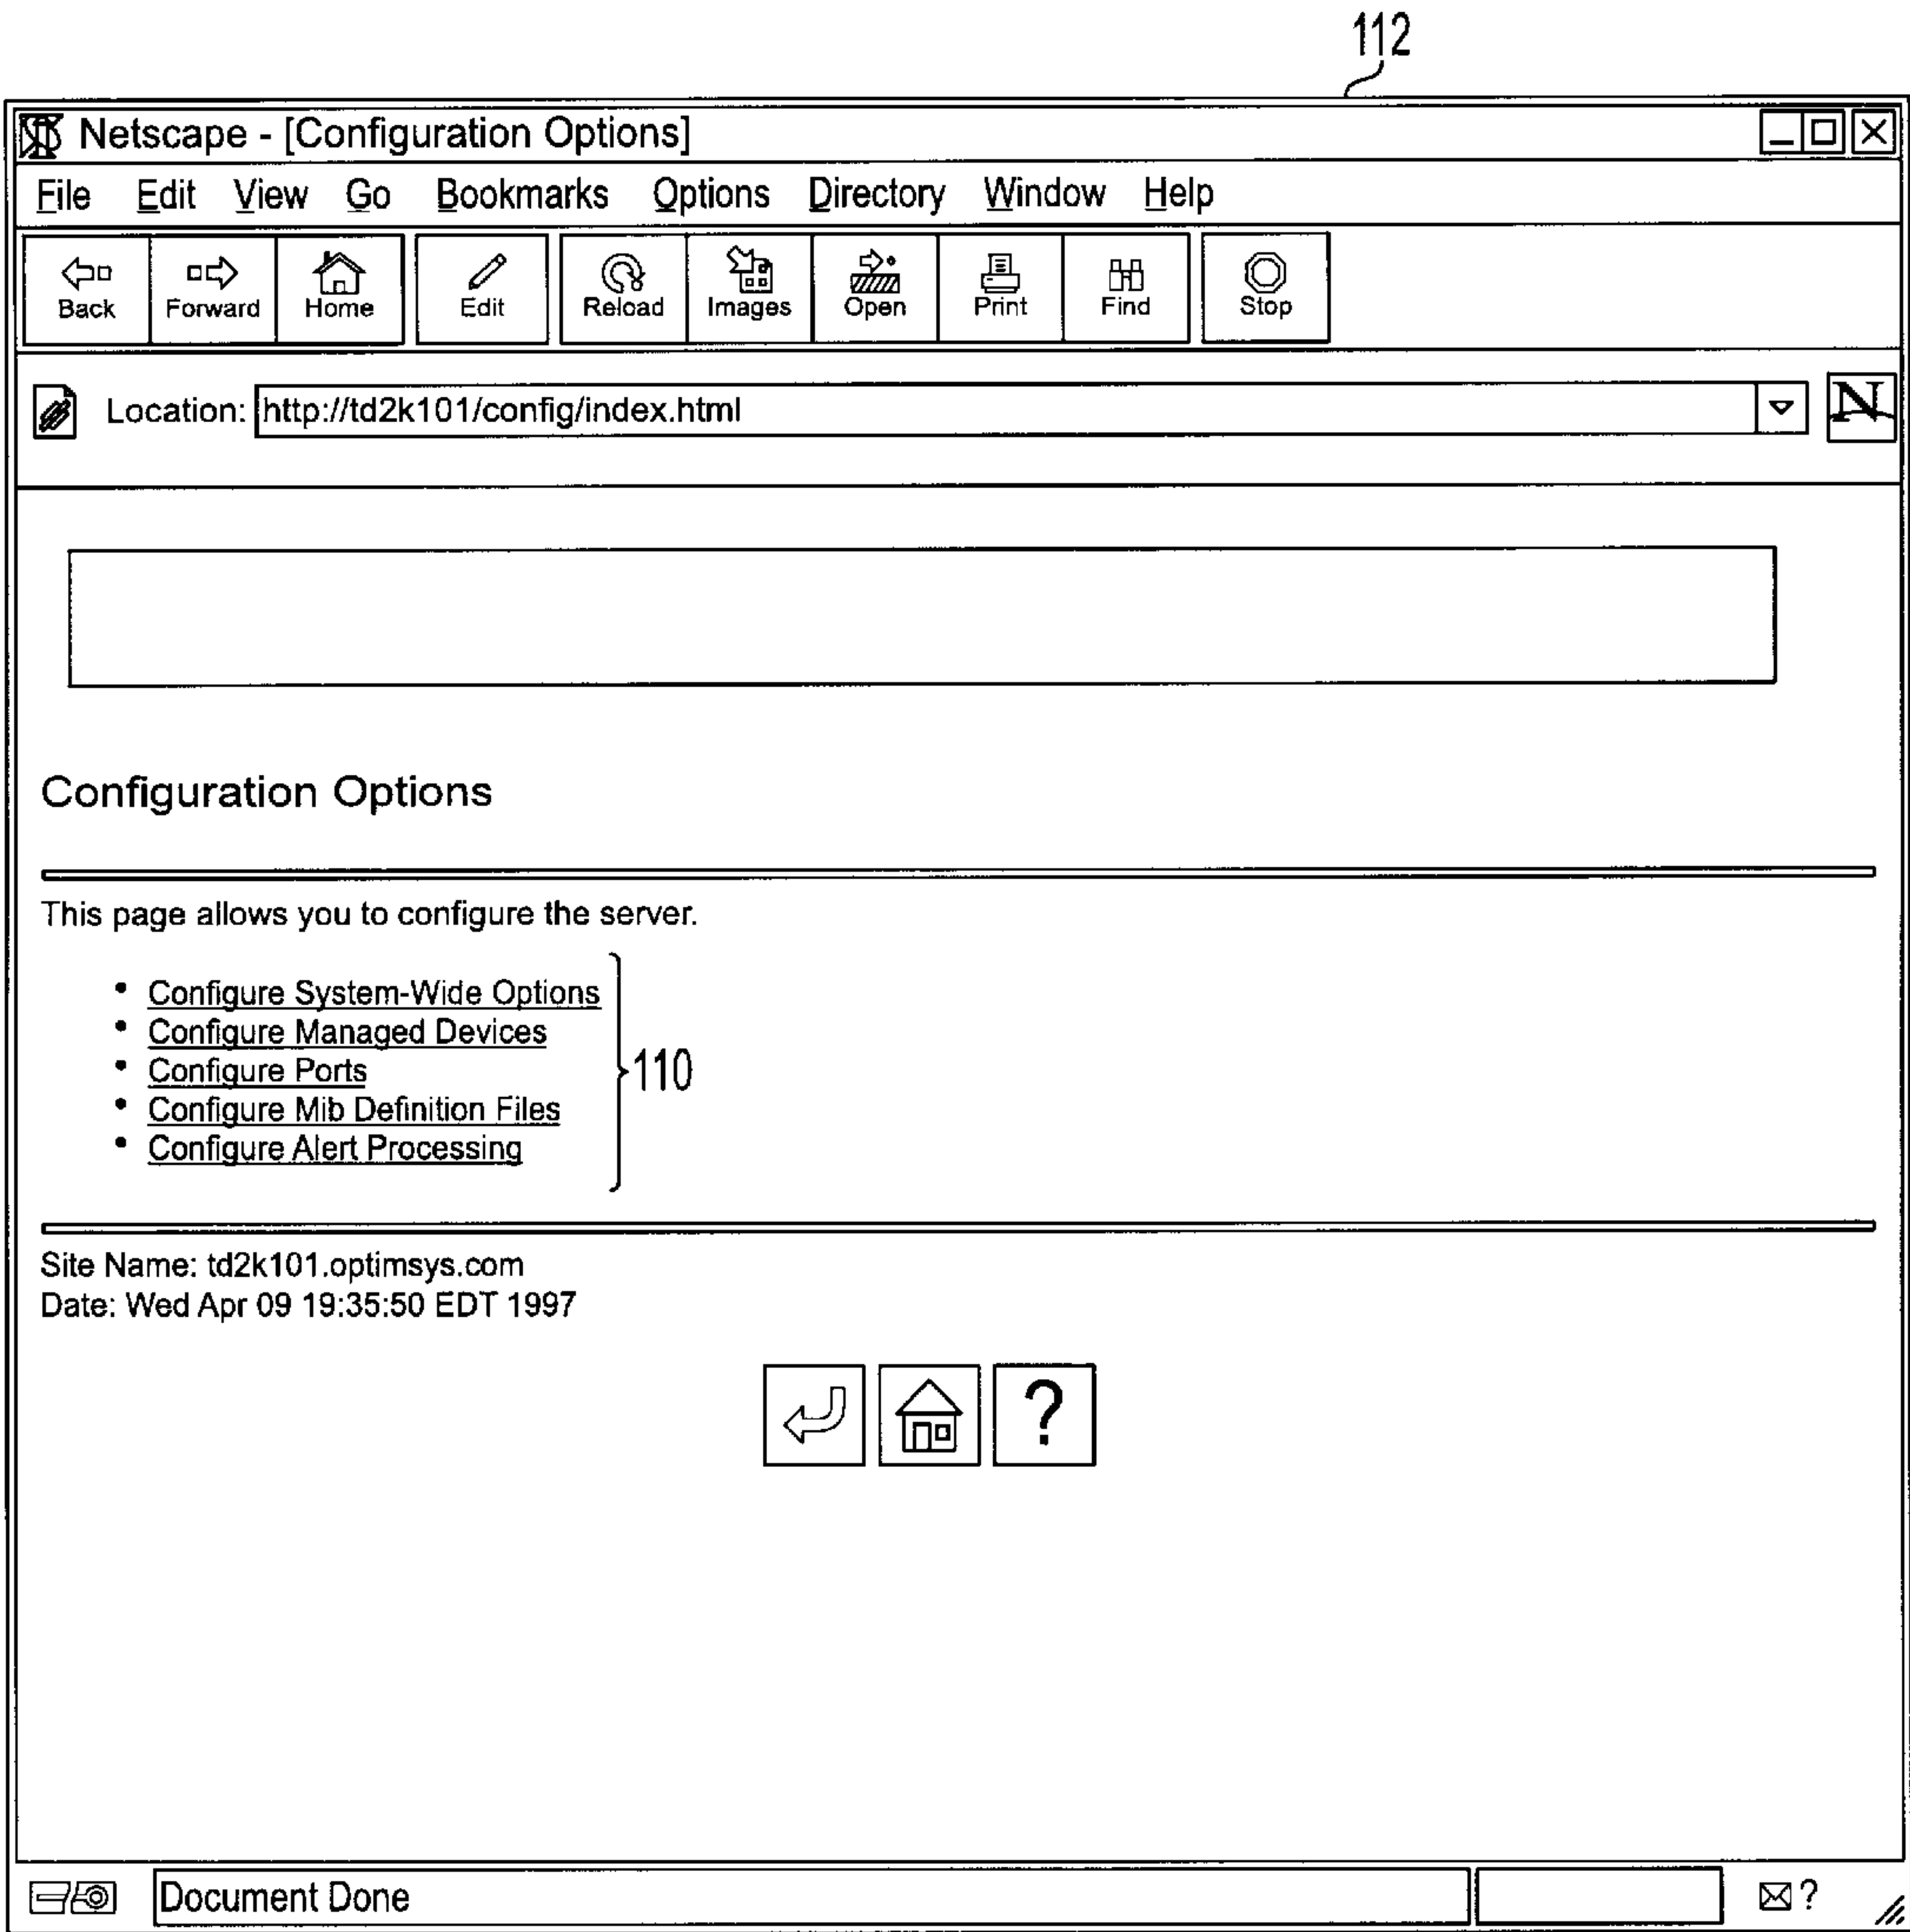 112
Netscape - [Configuration Options]
File Edit View Go Bookmarks Options Directory Window Help
Back Forward Home Edit Reload Images Open Print Find Stop
Location: http://td2k101/config/index.html
N
Configuration Options
This page allows you to configure the server.
• Configure System-Wide Options
• Configure Managed Devices
• Configure Ports
• Configure Mib Definition Files
• Configure Alert Processing
110
Site Name: td2k101.optimsys.com
Date: Wed Apr 09 19:35:50 EDT 1997
?
Document Done
?